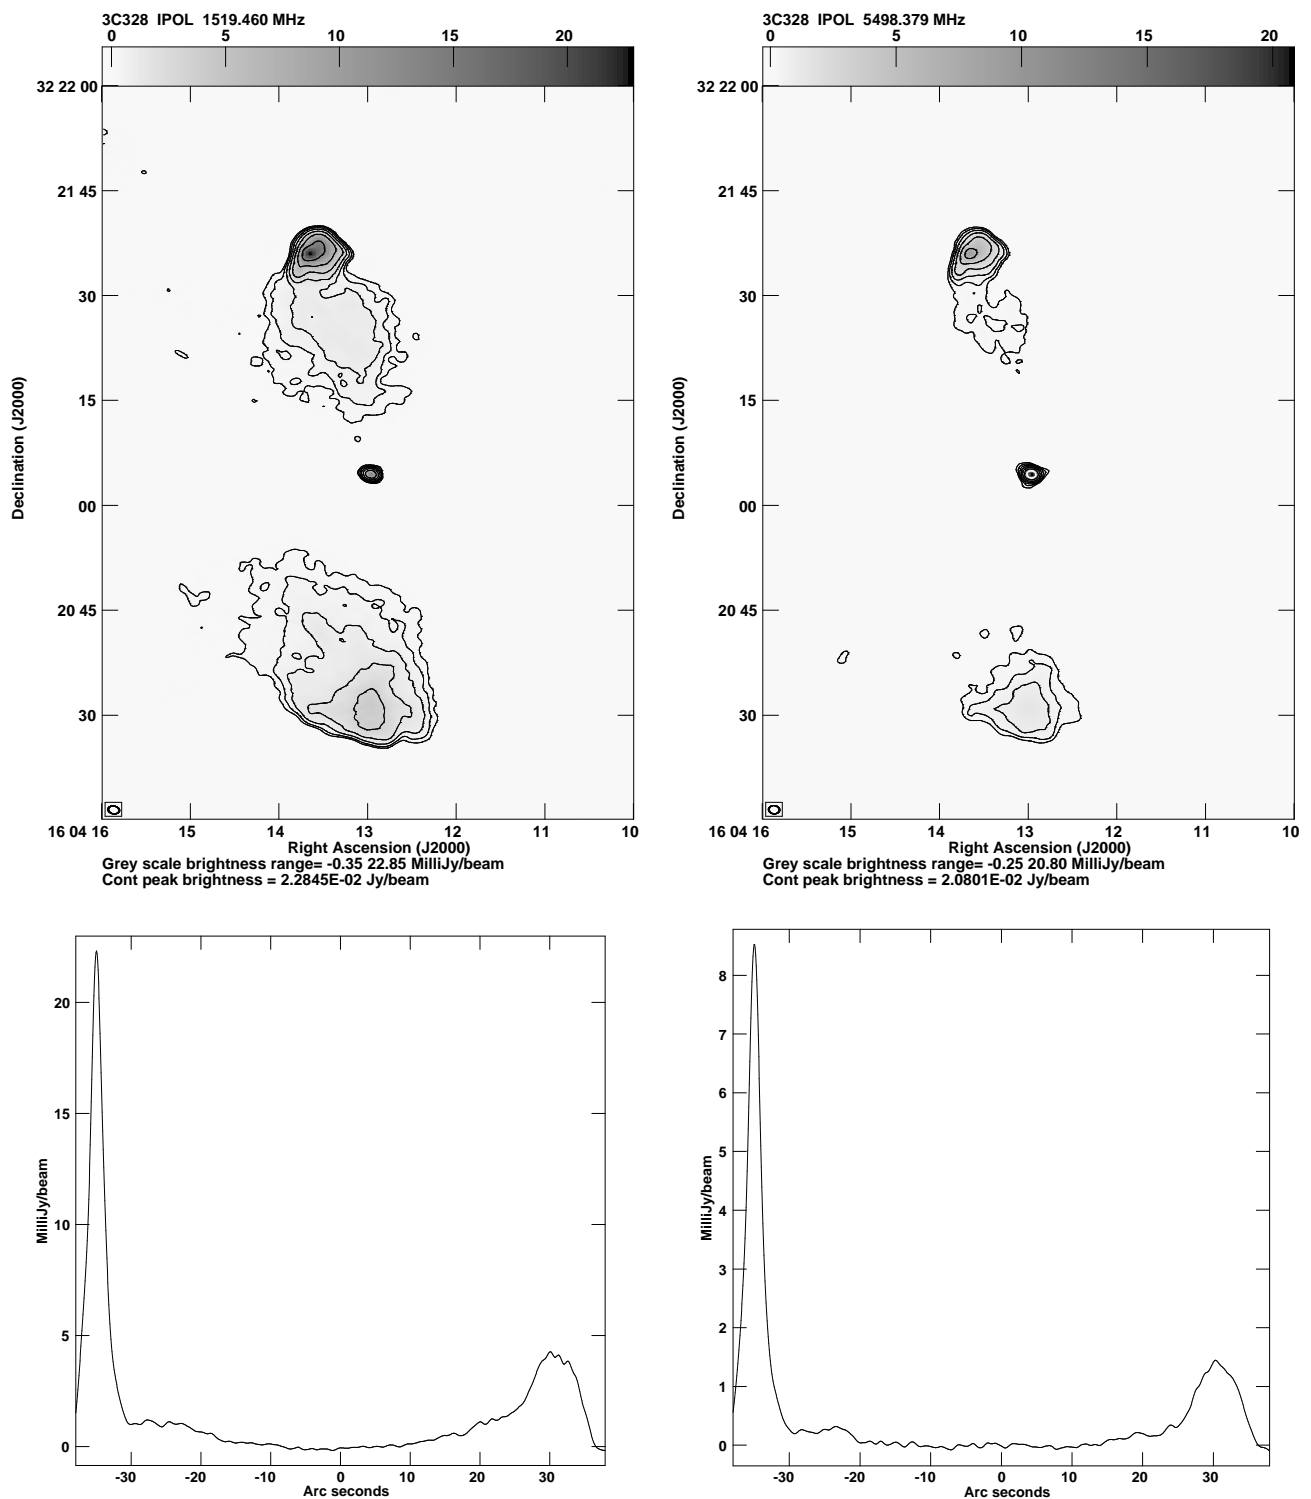 3C328 IPOL 1519.460 MHz
0 5 10 15 20
32 22 00
21 45
30
15
00
20 45
30
Declination (J2000)
16 04 16 15 14 13 12 11 10
Right Ascension (J2000)
Grey scale brightness range= -0.35 22.85 MilliJy/beam
Cont peak brightness = 2.2845E-02 Jy/beam
3C328 IPOL 5498.379 MHz
0 5 10 15 20
32 22 00
21 45
30
15
00
20 45
30
Declination (J2000)
16 04 16 15 14 13 12 11 10
Right Ascension (J2000)
Grey scale brightness range= -0.25 20.80 MilliJy/beam
Cont peak brightness = 2.0801E-02 Jy/beam
20
15
10
5
0
MilliJy/beam
-30 -20 -10 0 10 20 30
Arc seconds
8
7
6
5
4
3
2
1
0
MilliJy/beam
-30 -20 -10 0 10 20 30
Arc seconds